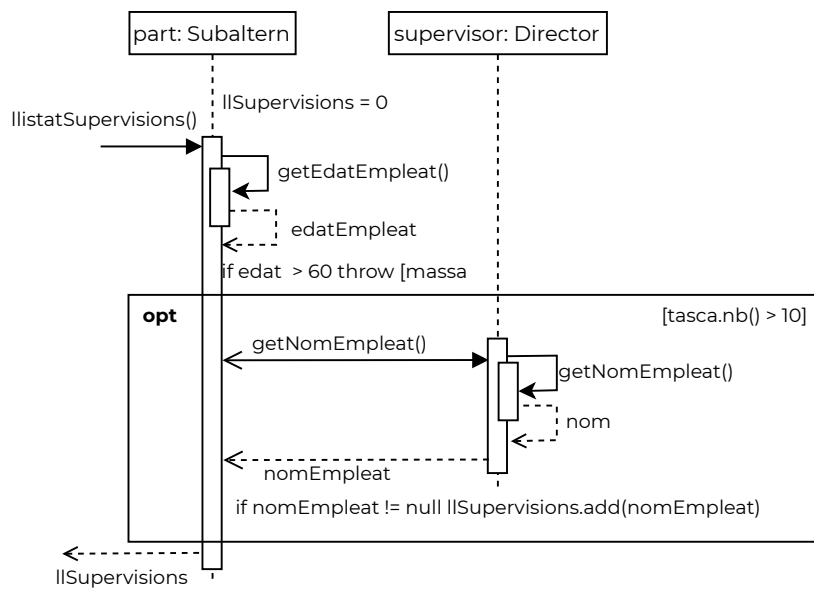 part: Subaltern
supervisor: Director
llSupervisions = 0
llistatSupervisions()
getEdatEmpleat()
edatEmpleat
if edat  > 60 throw [massa
opt
[tasca.nb() > 10]
getNomEmpleat()
getNomEmpleat()
nom
nomEmpleat
if nomEmpleat != null llSupervisions.add(nomEmpleat)
llSupervisions